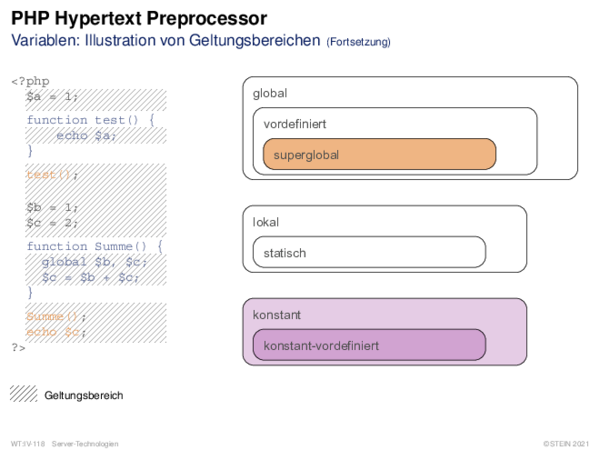 PHP Hypertext Preprocessor
Variablen: Illustration von Geltungsbereichen (Fortsetzung)
<?php
$a = 1;
function test() {
echo $a;
}
test();
$b = 1;
$c = 2;
function Summe() {
global $b, $c;
$c = $b + $c;
}
Summe();
echo $c;
?>
Geltungsbereich
global
vordefiniert
superglobal
lokal
statisch
konstant
konstant-vordefiniert
WT:IV-118 Server-Technologien
©STEIN 2021